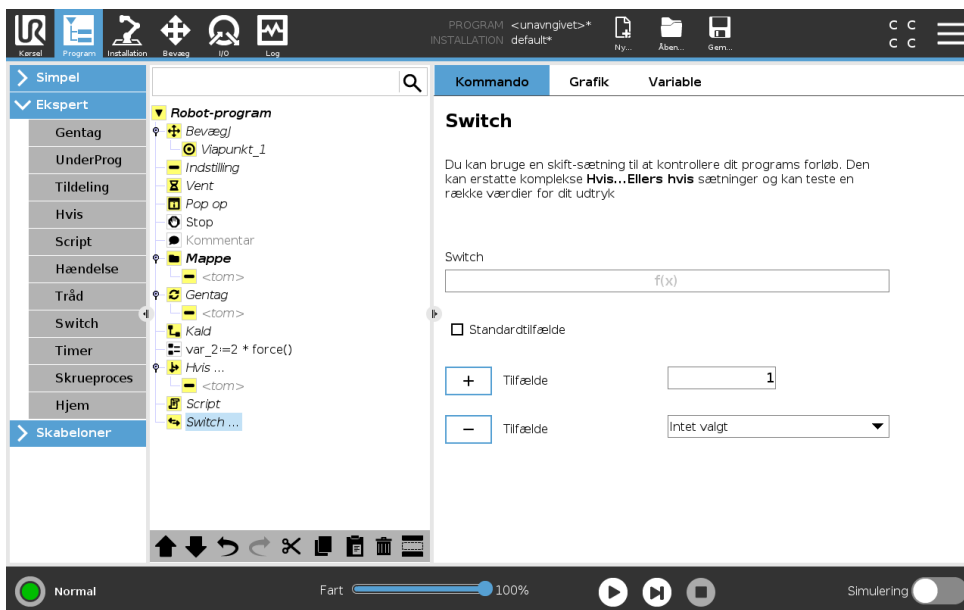 UR
PROGRAM <unavngivet>*
INSTALLATION default*
C C
C C
Kørsel Program Installation Bevæg I/O Log Ny... Åben... Gem...
Simpel
Ekspert
Gentag
UnderProg
Tildeling
Hvis
Script
Hændelse
Tråd
Switch
Timer
Skrueproces
Hjem
Skabeloner
Robot-program
BevægJ
Viapunkt_1
Indstilling
Vent
Pop op
Stop
Kommentar
Mappe
<tom>
Gentag
<tom>
Kald
var_2:=2 * force()
Hvis ...
<tom>
Script
Switch ...
Kommando Grafik Variable
Switch
Du kan bruge en skift-sætning til at kontrollere dit programs forløb. Den
kan erstatte komplekse Hvis...Ellers hvis sætninger og kan teste en
række værdier for dit udtryk
Switch
f(x)
Standardtilfælde
+ Tilfælde 1
− Tilfælde Intet valgt
Normal Fart 100% Simulering